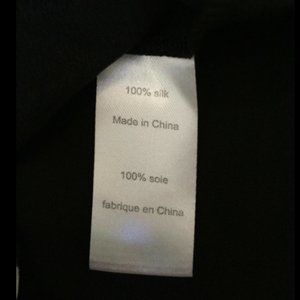 100% silk
Made in China
100% soie
fabrique en China